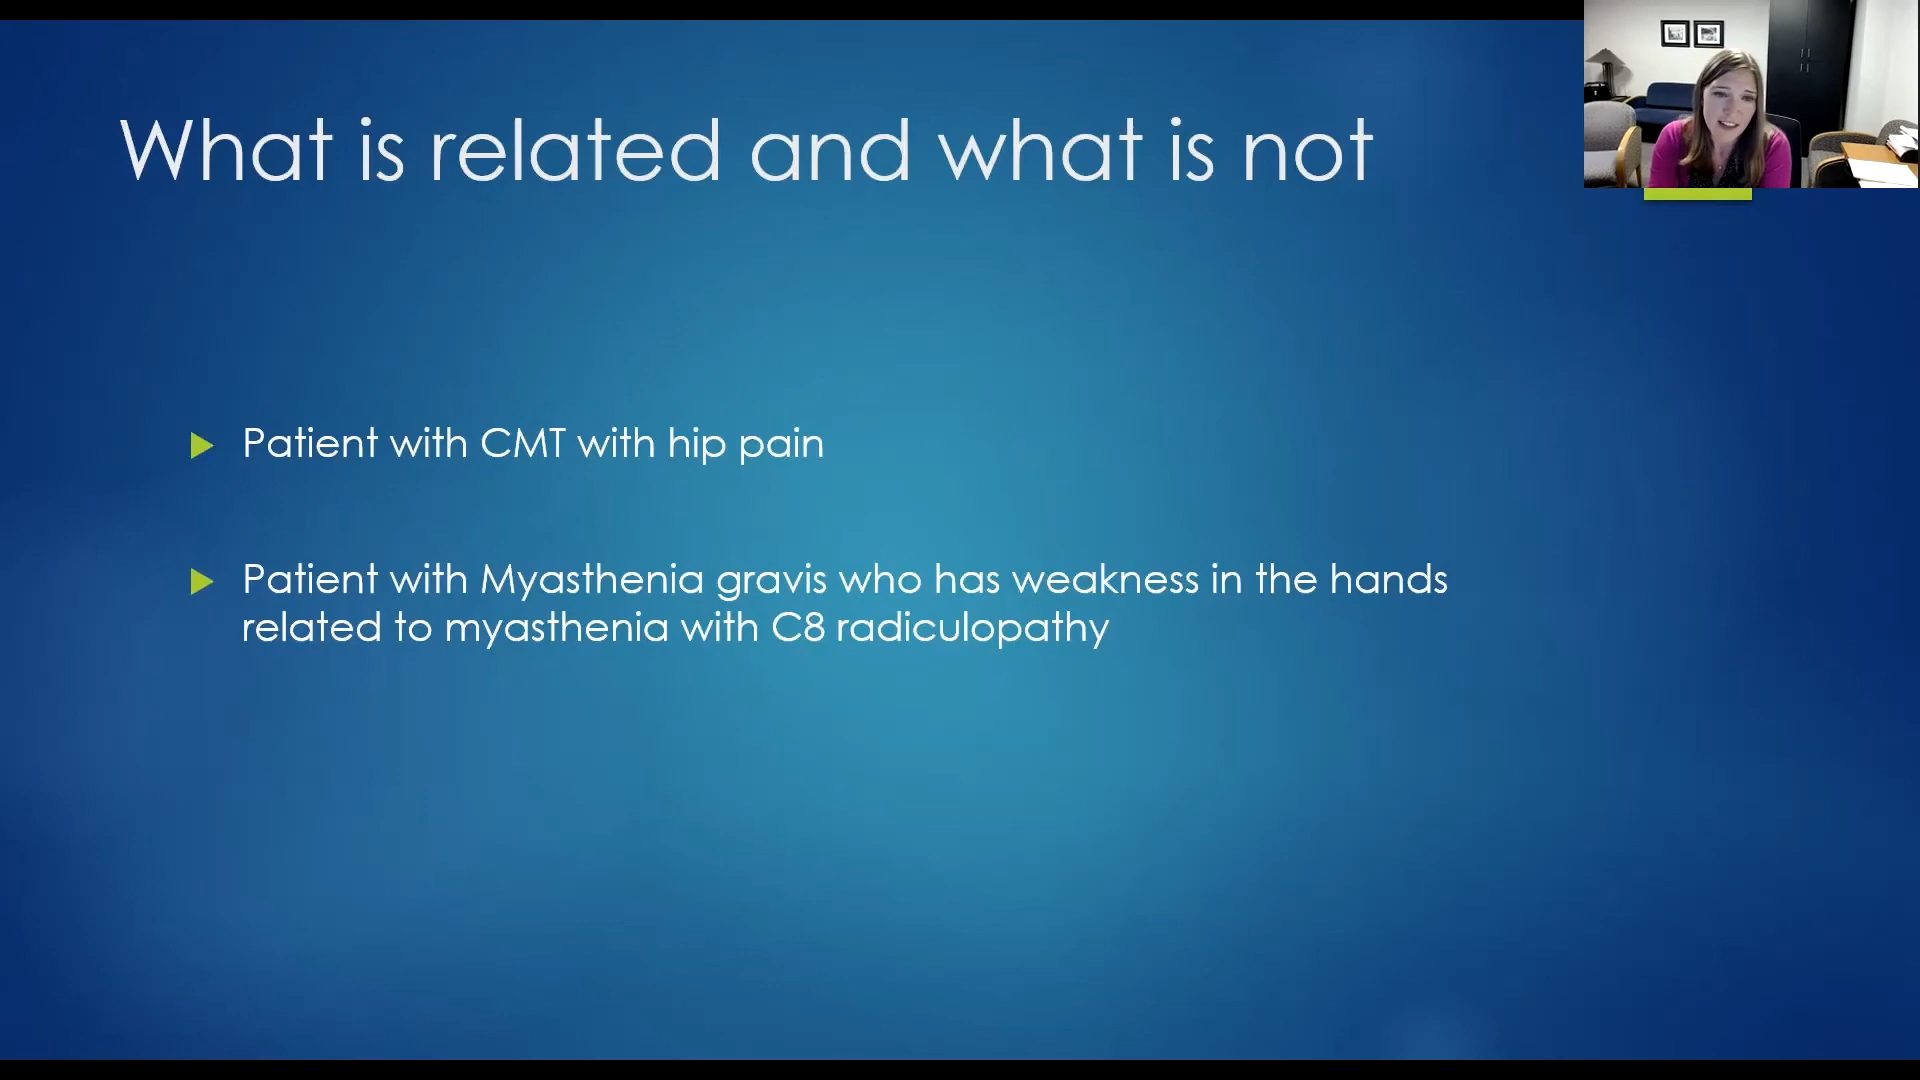 What is related and what is not
Patient with CMT with hip pain
Patient with Myasthenia gravis who has weakness in the hands
related to myasthenia with C8 radiculopathy